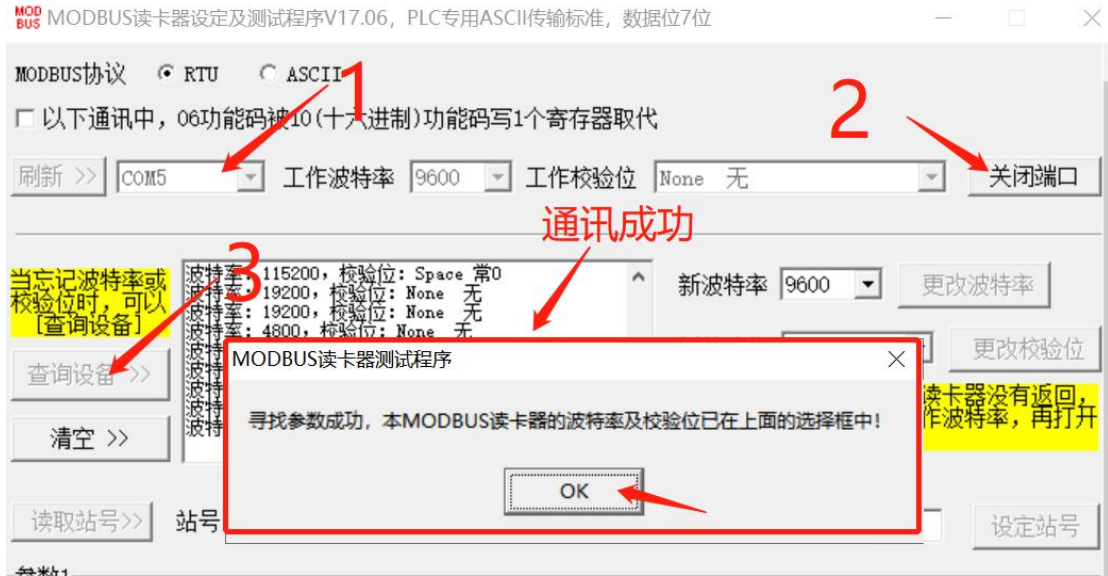 MOD BUS MODBUS读卡器设定及测试程序V17.06，PLC专用ASCII传输标准，数据位7位
MODBUS协议 RTU ASCII 1
以下通讯中，06功能码被10(十六进制)功能码写1个寄存器取代
2
刷新 >> COM5 工作波特率 9600 工作校验位 None 无 关闭端口
通讯成功
3
当忘记波特率或
校验位时，可以
[查询设备]
查询设备 >>
清空 >>
波特率：115200，校验位：Space 常0
波特率：19200，校验位：None 无
波特率：19200，校验位：None 无
波特率：4800，校验位：None 无
波特
波特
波特
波特
波特
新波特率 9600 更改波特率
更改校验位
读卡器没有返回，
作波特率，再打开
MODBUS读卡器测试程序
寻找参数成功，本MODBUS读卡器的波特率及校验位已在上面的选择框中！
OK
读取站号>> 站号 设定站号
参数1